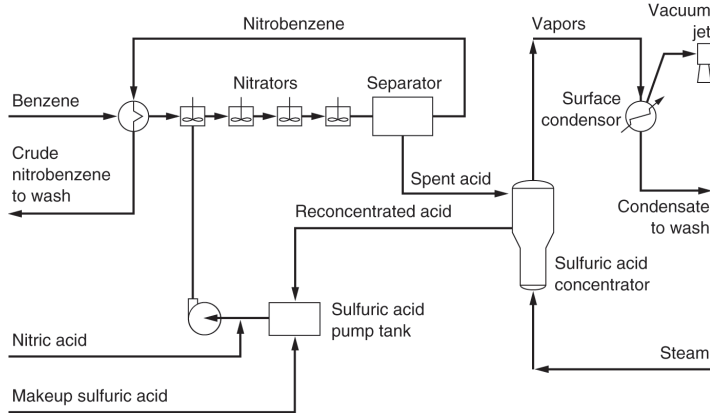 Nitrobenzene
Vapors
Vacuum
jet
Benzene
Nitrators
Separator
Surface
condensor
Crude
nitrobenzene
to wash
Spent acid
Condensate
to wash
Reconcentrated acid
Sulfuric acid
concentrator
Sulfuric acid
pump tank
Nitric acid
Steam
Makeup sulfuric acid